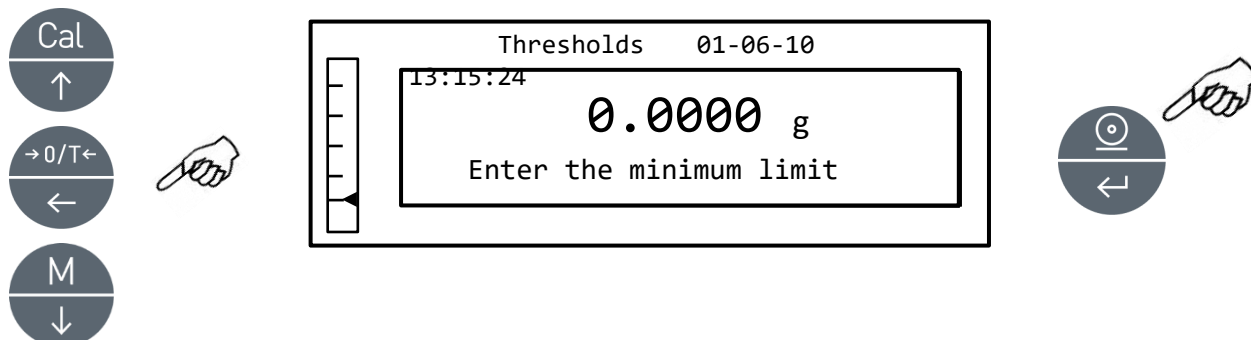 Cal
↑
→0/T←
←
M
↓
Thresholds 01-06-10
13:15:24
0.0000 g
Enter the minimum limit
↵